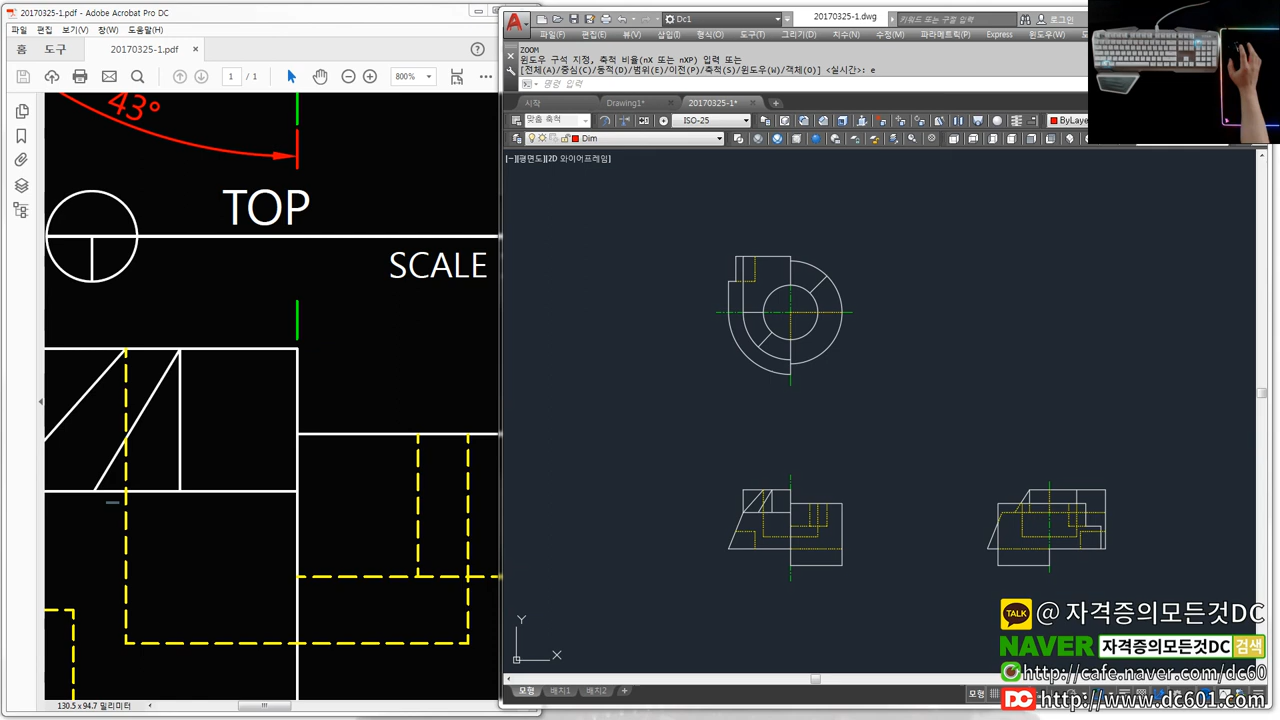 20170325-1.pdf - Adobe Acrobat Pro DC
파일 편집 보기(V) 창 도움말(H)
홈 도구 20170325-1.pdf ×
1 / 1 800%
43°
TOP
SCALE
130.5 x 94.7 밀리미터
Dc1 20170325-1.dwg 키워드 또는 구절 입력 로그인
파일(F) 편집(E) 뷰(V) 삽입(I) 형식(O) 도구(T) 그리기(D) 치수(N) 수정(M) 파라메트릭(P) Express 윈도우(W)
ZOOM
윈도우 구석 지정, 축척 비율(nX 또는 nXP) 입력 또는
[전체(A)/중심(C)/동적(D)/범위(E)/이전(P)/축척(S)/윈도우(W)/객체(O)] <실시간>: e
명령 입력
시작 Drawing1* 20170325-1*
맞춤 축척 ISO-25
Dim ByLaye
[-][평면도][2D 와이어프레임]
Y
X
모형 배치1 배치2 +
모형
TALK @ 자격증의모든것DC
NAVER 자격증의모든것DC 검색
http://cafe.naver.com/dc60
DC http://www.dc601.com